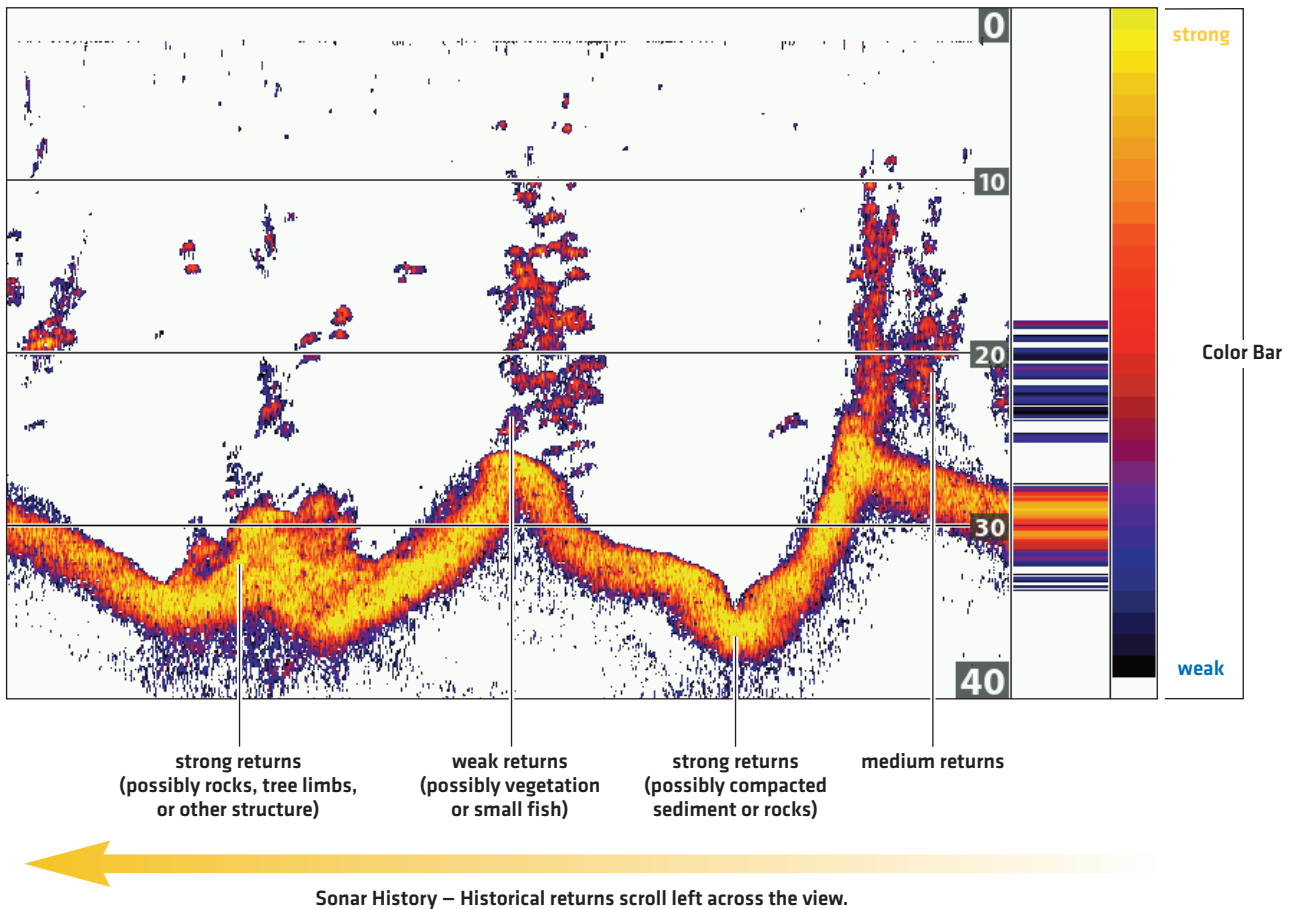 0
strong
10
20
Color Bar
30
weak
40
strong returns
(possibly rocks, tree limbs,
or other structure)
weak returns
(possibly vegetation
or small fish)
strong returns
(possibly compacted
sediment or rocks)
medium returns
Sonar History – Historical returns scroll left across the view.